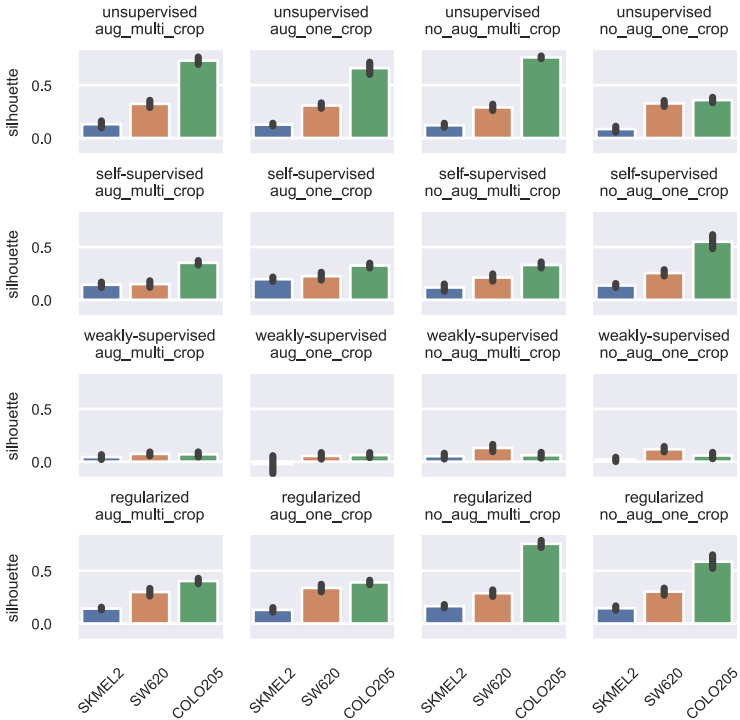 unsupervised
aug_multi_crop
unsupervised
aug_one_crop
unsupervised
no_aug_multi_crop
unsupervised
no_aug_one_crop
silhouette
0.5
0.0
self-supervised
aug_multi_crop
self-supervised
aug_one_crop
self-supervised
no_aug_multi_crop
self-supervised
no_aug_one_crop
silhouette
0.5
0.0
weakly-supervised
aug_multi_crop
weakly-supervised
aug_one_crop
weakly-supervised
no_aug_multi_crop
weakly-supervised
no_aug_one_crop
silhouette
0.5
0.0
regularized
aug_multi_crop
regularized
aug_one_crop
regularized
no_aug_multi_crop
regularized
no_aug_one_crop
silhouette
0.5
0.0
SKMEL2
SW620
COLO205
SKMEL2
SW620
COLO205
SKMEL2
SW620
COLO205
SKMEL2
SW620
COLO205